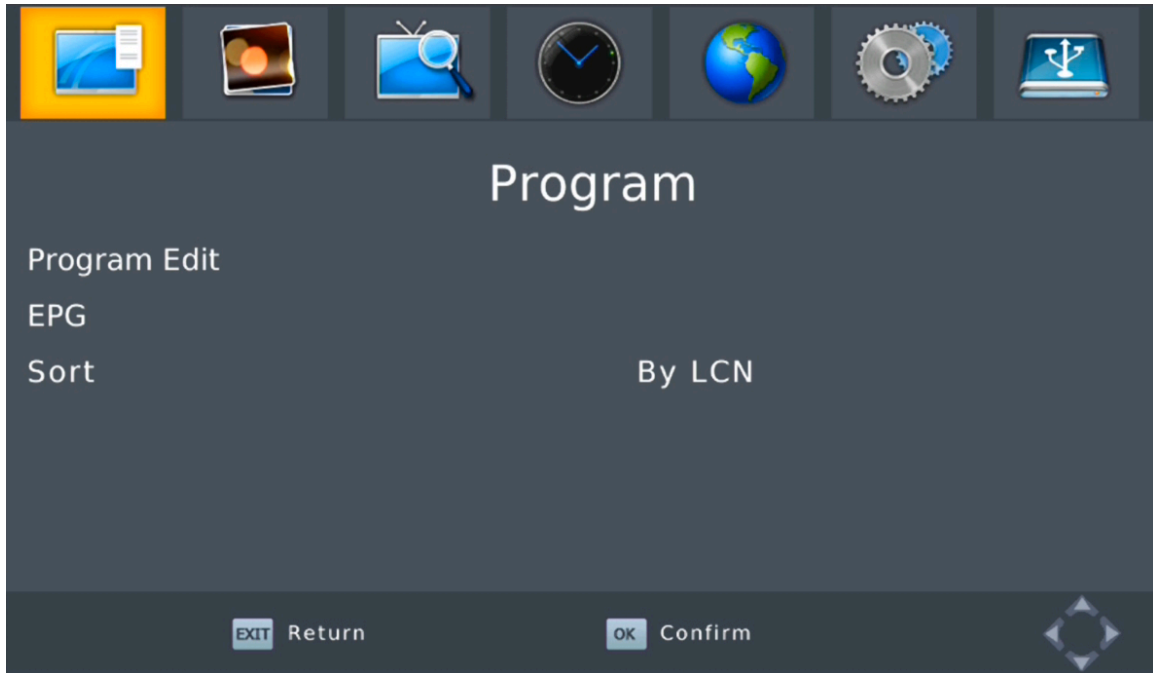 Program
Program Edit
EPG
Sort By LCN
EXIT Return OK Confirm